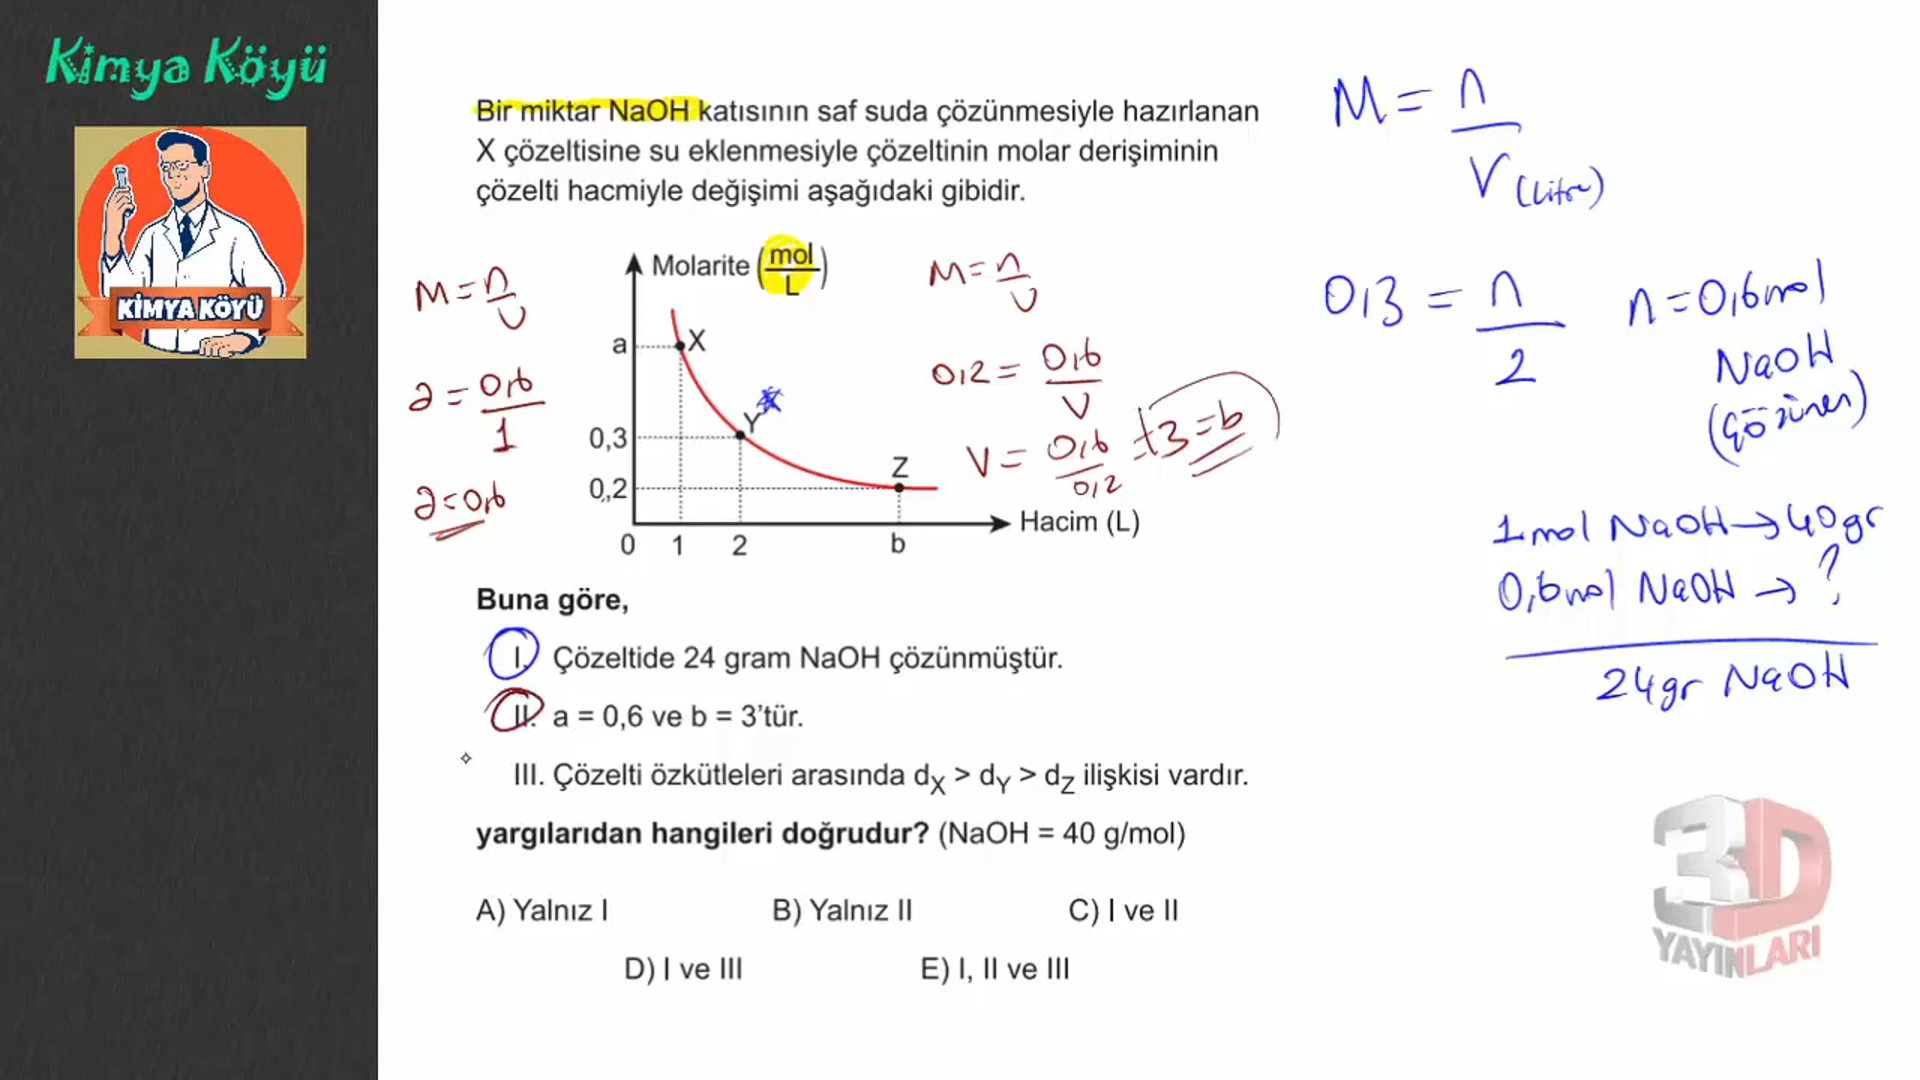 Kimya Köyü
KİMYA KÖYÜ
Bir miktar NaOH katısının saf suda çözünmesiyle hazırlanan
X çözeltisine su eklenmesiyle çözeltinin molar derişiminin
çözelti hacmiyle değişimi aşağıdaki gibidir.
Molarite (mol/L)
a
X
Y
0,3
Z
0,2
Hacim (L)
0 1 2 b
M = n/V
a = 0,6/1
a = 0,6
M = n/V
0,2 = 0,6/V
V = 0,6/0,2 = 3 = b
M = n/V (Litre)
0,3 = n/2
n = 0,6 mol
NaOH
(çözünen)
1 mol NaOH → 40gr
0,6 mol NaOH → ?
24gr NaOH
Buna göre,
I. Çözeltide 24 gram NaOH çözünmüştür.
II. a = 0,6 ve b = 3’tür.
III. Çözelti özkütleleri arasında dX > dY > dZ ilişkisi vardır.
yargılarıdan hangileri doğrudur? (NaOH = 40 g/mol)
A) Yalnız I
B) Yalnız II
C) I ve II
D) I ve III
E) I, II ve III
3D
YAYINLARI